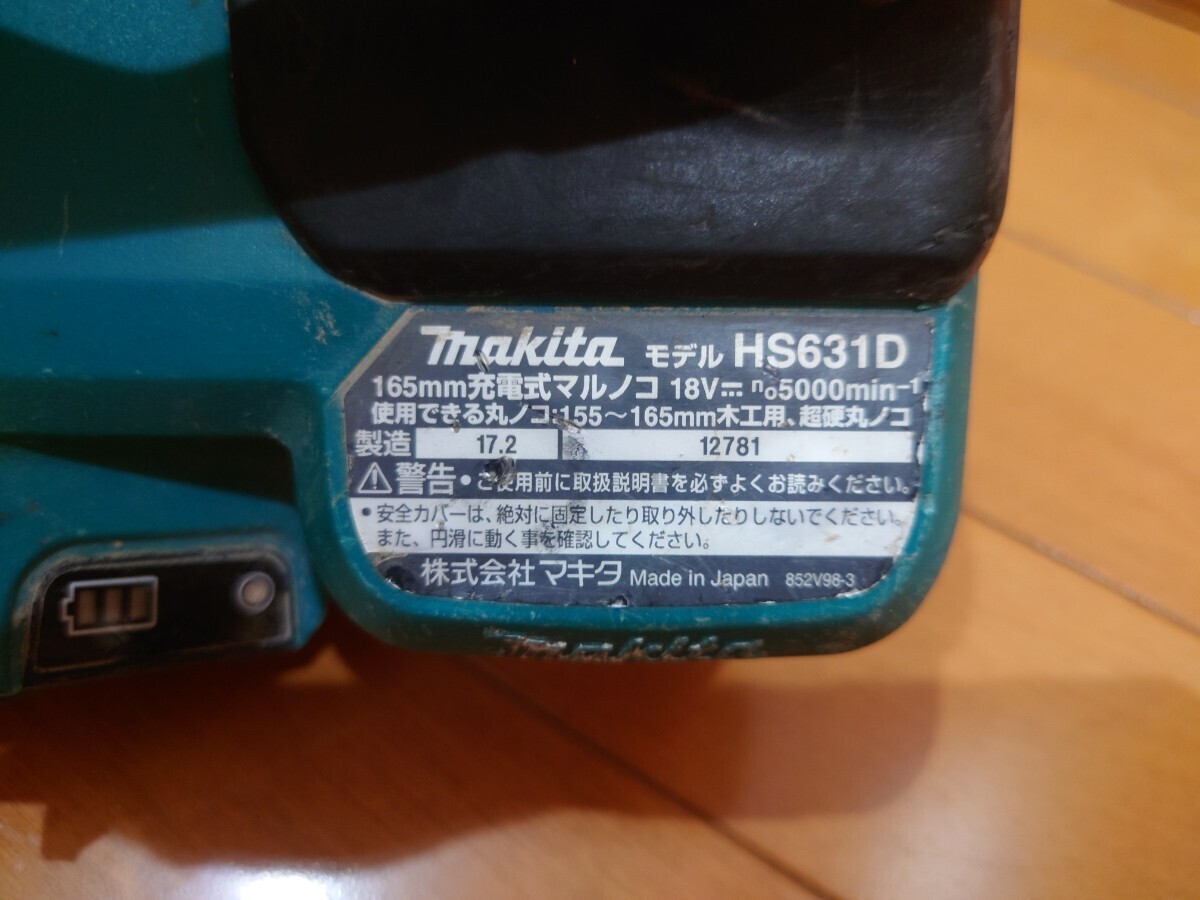 makita モデル HS631D
165mm充電式マルノコ 18V⎓ n₀5000min⁻¹
使用できる丸ノコ:155～165mm木工用、超硬丸ノコ
製造 17.2 12781
⚠警告•ご使用前に取扱説明書を必ずよくお読みください。
•安全カバーは、絶対に固定したり取り外したりしないでください。
また、円滑に動く事を確認してください。
株式会社マキタ Made in Japan 852V98-3
makita